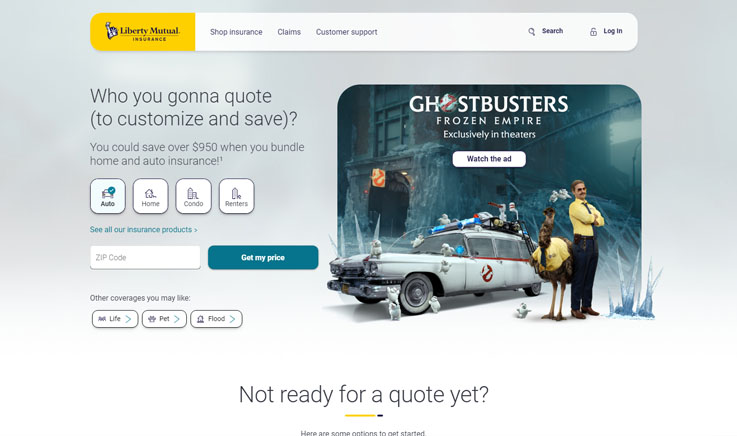 Liberty Mutual.
INSURANCE
Shop insurance
Claims
Customer support
Search
Log In
Who you gonna quote
(to customize and save)?
You could save over $950 when you bundle
home and auto insurance!¹
Auto
Home
Condo
Renters
See all our insurance products >
ZIP Code
Get my price
Other coverages you may like:
Life
Pet
Flood
GHOSTBUSTERS
FROZEN EMPIRE
Exclusively in theaters
Watch the ad
Not ready for a quote yet?
Here are some options to get started.